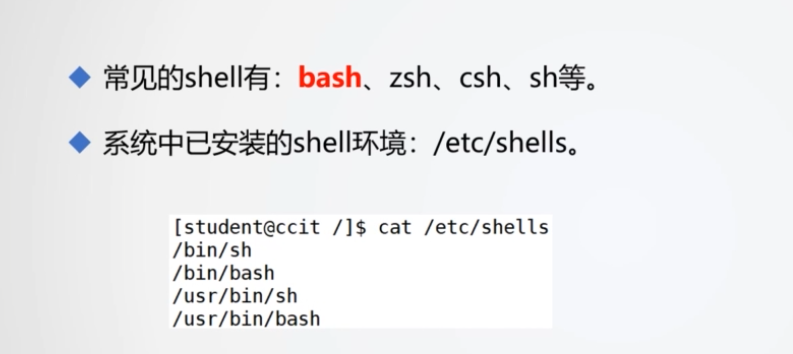 常见的shell有：bash、zsh、csh、sh等。
系统中已安装的shell环境：/etc/shells。
[student@ccit /]$ cat /etc/shells
/bin/sh
/bin/bash
/usr/bin/sh
/usr/bin/bash